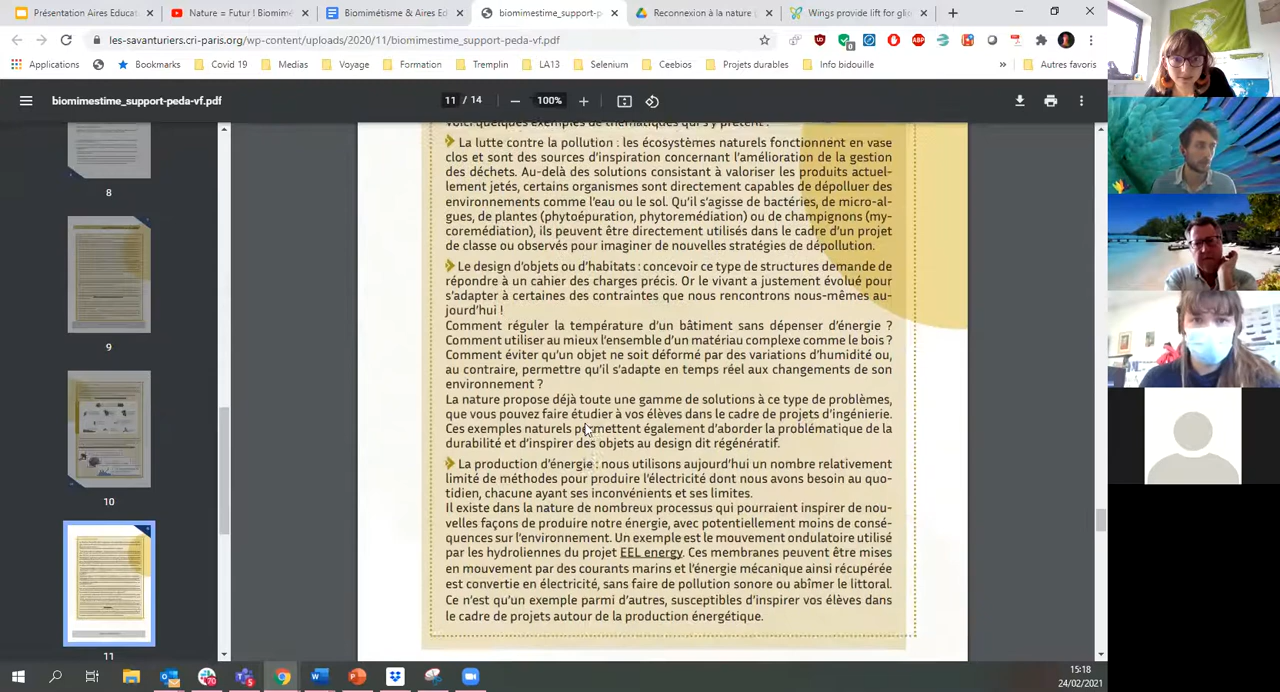 Présentation Aires Educat
Nature = Futur ! Biomimé
Biomimétisme & Aires Ed
biomimestime_support-p
Reconnexion à la nature
Wings provide lift for glio
les-savanturiers.cri-paris.org/wp-content/uploads/2020/11/biomimestime_support-peda-vf.pdf
Applications
Bookmarks
Covid 19
Medias
Voyage
Formation
Tremplin
LA13
Selenium
Ceebios
Projets durables
Info bidouille
»
Autres favoris
biomimestime_support-peda-vf.pdf
11 / 14
100%
8
9
10
11
Voici quelques exemples de thématiques qui s'y prêtent :
La lutte contre la pollution : les écosystèmes naturels fonctionnent en vase
clos et sont des sources d'inspiration concernant l'amélioration de la gestion
des déchets. Au-delà des solutions consistant à valoriser les produits actuel-
lement jetés, certains organismes sont directement capables de dépolluer des
environnements comme l'eau ou le sol. Qu'il s'agisse de bactéries, de micro-al-
gues, de plantes (phytoépuration, phytoremédiation) ou de champignons (my-
coremédiation), ils peuvent être directement utilisés dans le cadre d'un projet
de classe ou observés pour imaginer de nouvelles stratégies de dépollution.
Le design d'objets ou d'habitats : concevoir ce type de structures demande de
répondre à un cahier des charges précis. Or le vivant a justement évolué pour
s'adapter à certaines des contraintes que nous rencontrons nous-mêmes au-
jourd'hui !
Comment réguler la température d'un bâtiment sans dépenser d'énergie ?
Comment utiliser au mieux l'ensemble d'un matériau complexe comme le bois ?
Comment éviter qu'un objet ne soit déformé par des variations d'humidité ou,
au contraire, permettre qu'il s'adapte en temps réel aux changements de son
environnement ?
La nature propose déjà toute une gamme de solutions à ce type de problèmes,
que vous pouvez faire étudier à vos élèves dans le cadre de projets d'ingénierie.
Ces exemples naturels permettent également d'aborder la problématique de la
durabilité et d'inspirer des objets au design dit régénératif.
La production d'énergie : nous utilisons aujourd'hui un nombre relativement
limité de méthodes pour produire l'électricité dont nous avons besoin au quo-
tidien, chacune ayant ses inconvénients et ses limites.
Il existe dans la nature de nombreux processus qui pourraient inspirer de nou-
velles façons de produire notre énergie, avec potentiellement moins de consé-
quences sur l'environnement. Un exemple est le mouvement ondulatoire utilisé
par les hydroliennes du projet EEL energy. Ces membranes peuvent être mises
en mouvement par des courants marins et l'énergie mécanique ainsi récupérée
est convertie en électricité, sans faire de pollution sonore ou abîmer le littoral.
Ce n'est qu'un exemple parmi d'autres, susceptibles d'inspirer vos élèves dans
le cadre de projets autour de la production énergétique.
15:18
24/02/2021